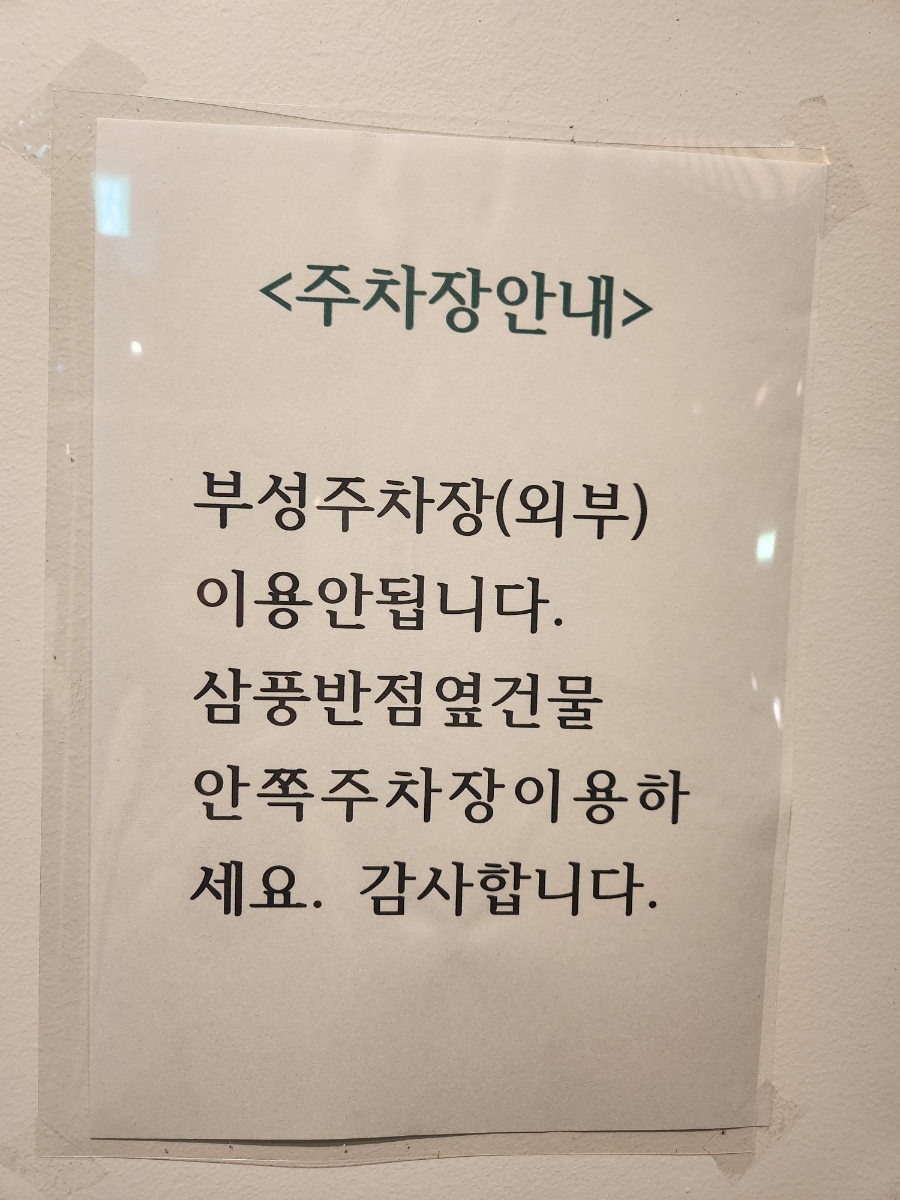 <주차장안내>
부성주차장(외부)
이용안됩니다.
삼풍반점옆건물
안쪽주차장이용하
세요. 감사합니다.